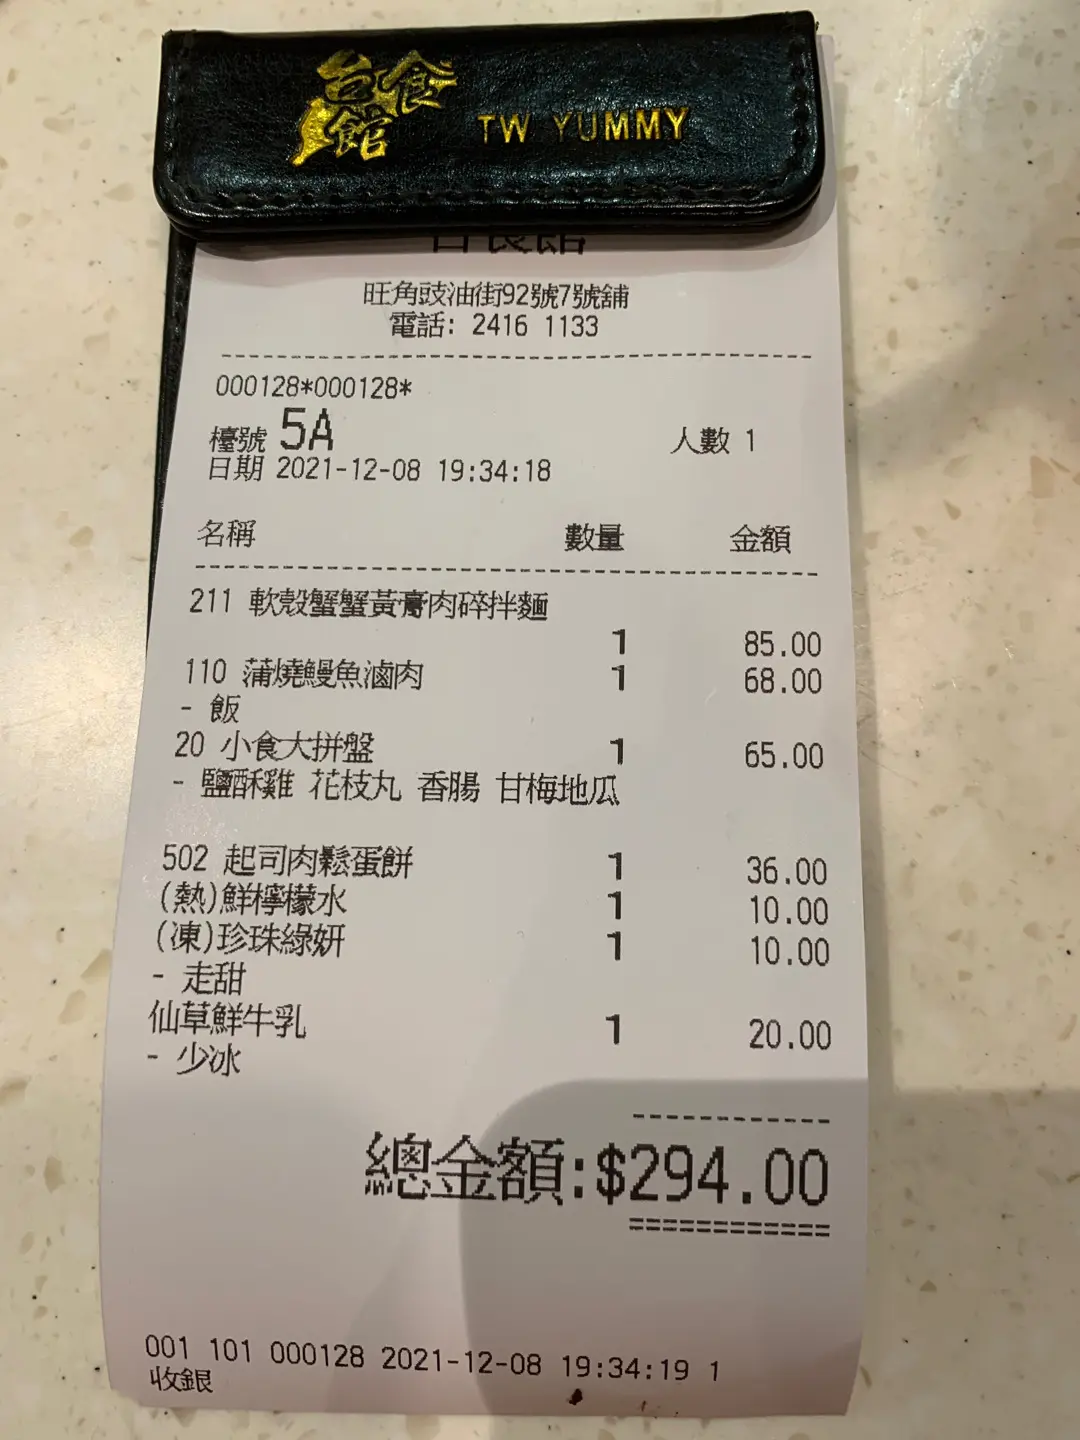 台食館
TW YUMMY
台食館
旺角豉油街92號7號舖
電話: 2416 1133
000128*000128*
檯號 5A 人數 1
日期 2021-12-08 19:34:18
名稱 數量 金額
211 軟殼蟹蟹黃膏肉碎拌麵
1 85.00
110 蒲燒鰻魚滷肉 1 68.00
- 飯
20 小食大拼盤 1 65.00
- 鹽酥雞 花枝丸 香腸 甘梅地瓜
502 起司肉鬆蛋餅 1 36.00
(熱)鮮檸檬水 1 10.00
(凍)珍珠綠妍 1 10.00
- 走甜
仙草鮮牛乳 1 20.00
- 少冰
總金額:$294.00
001 101 000128 2021-12-08 19:34:19 1
收銀